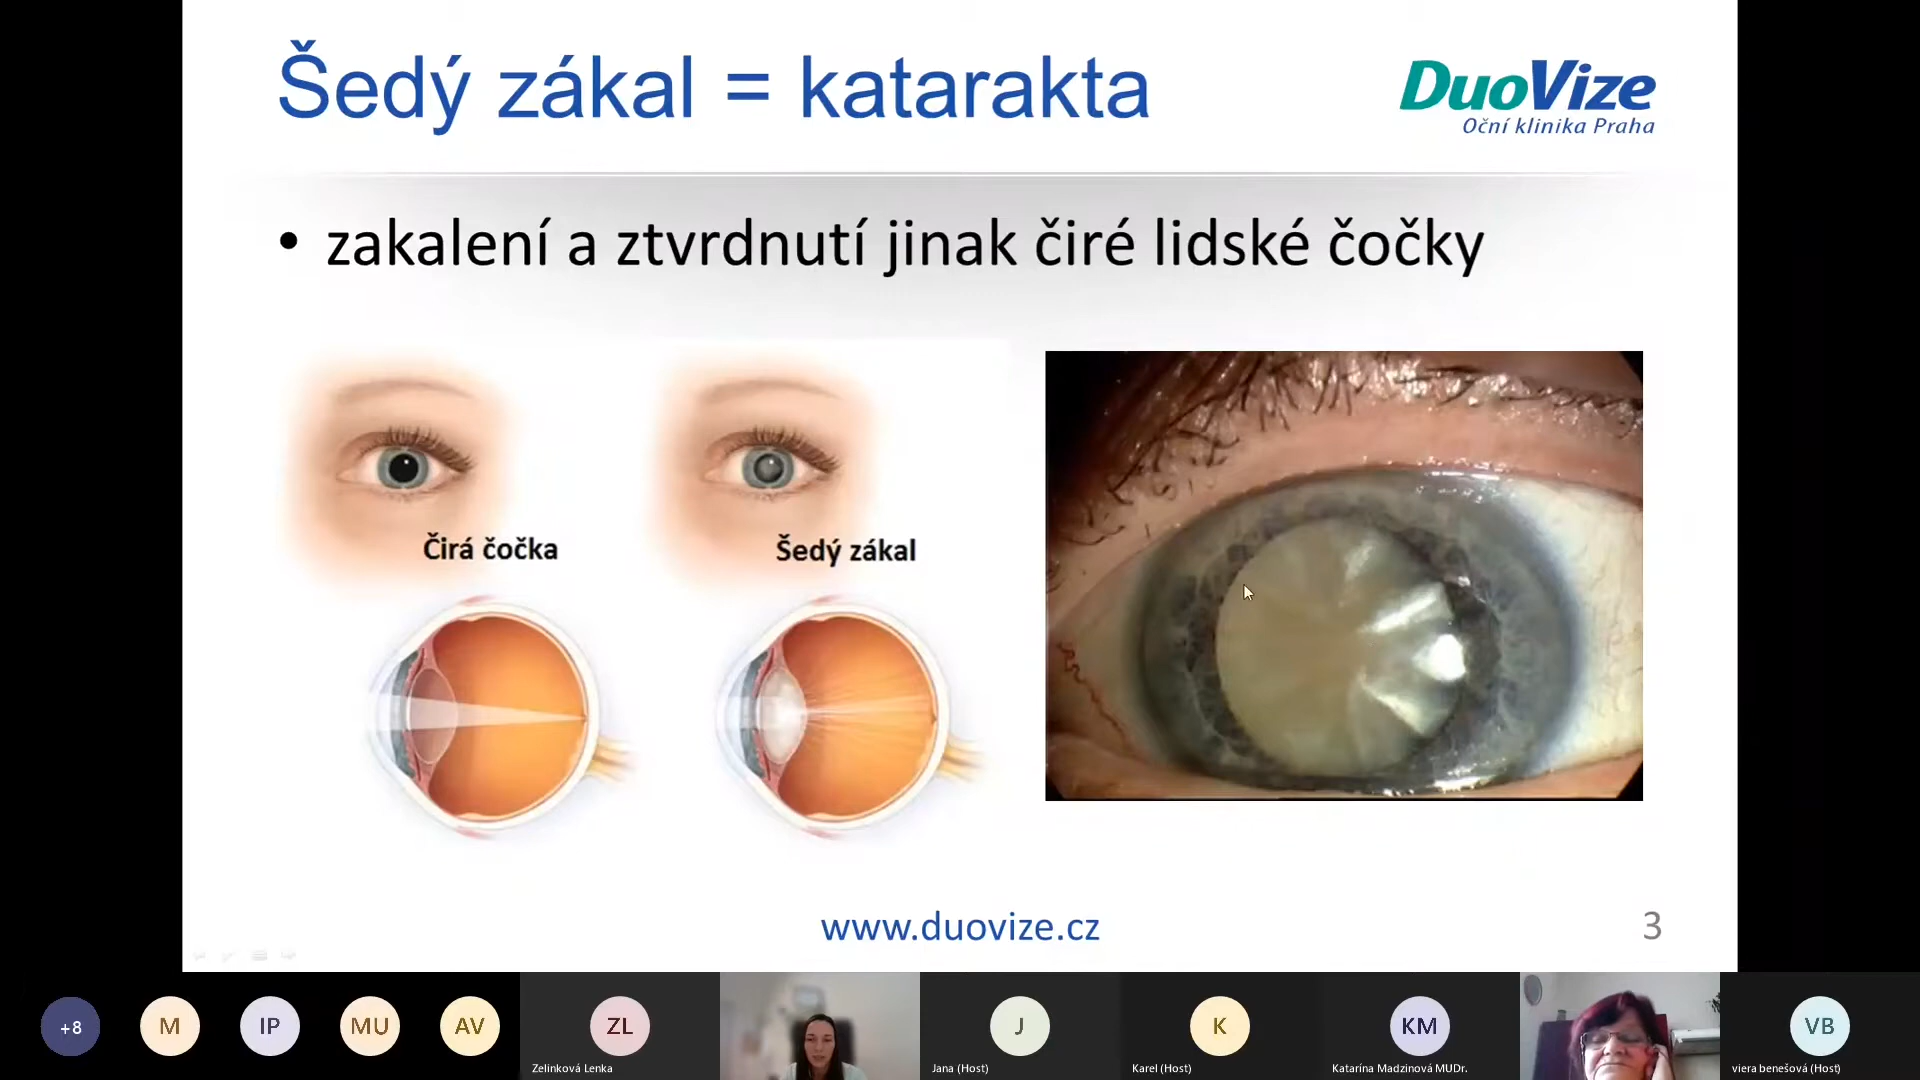 Šedý zákal = katarakta
DuoVize
Oční klinika Praha
• zakalení a ztvrdnutí jinak čiré lidské čočky
Čirá čočka
Šedý zákal
www.duovize.cz
3
+8
M
IP
MU
AV
ZL
Zelinková Lenka
J
Jana (Host)
K
Karel (Host)
KM
Katarína Madzinová MUDr.
VB
viera benešová (Host)